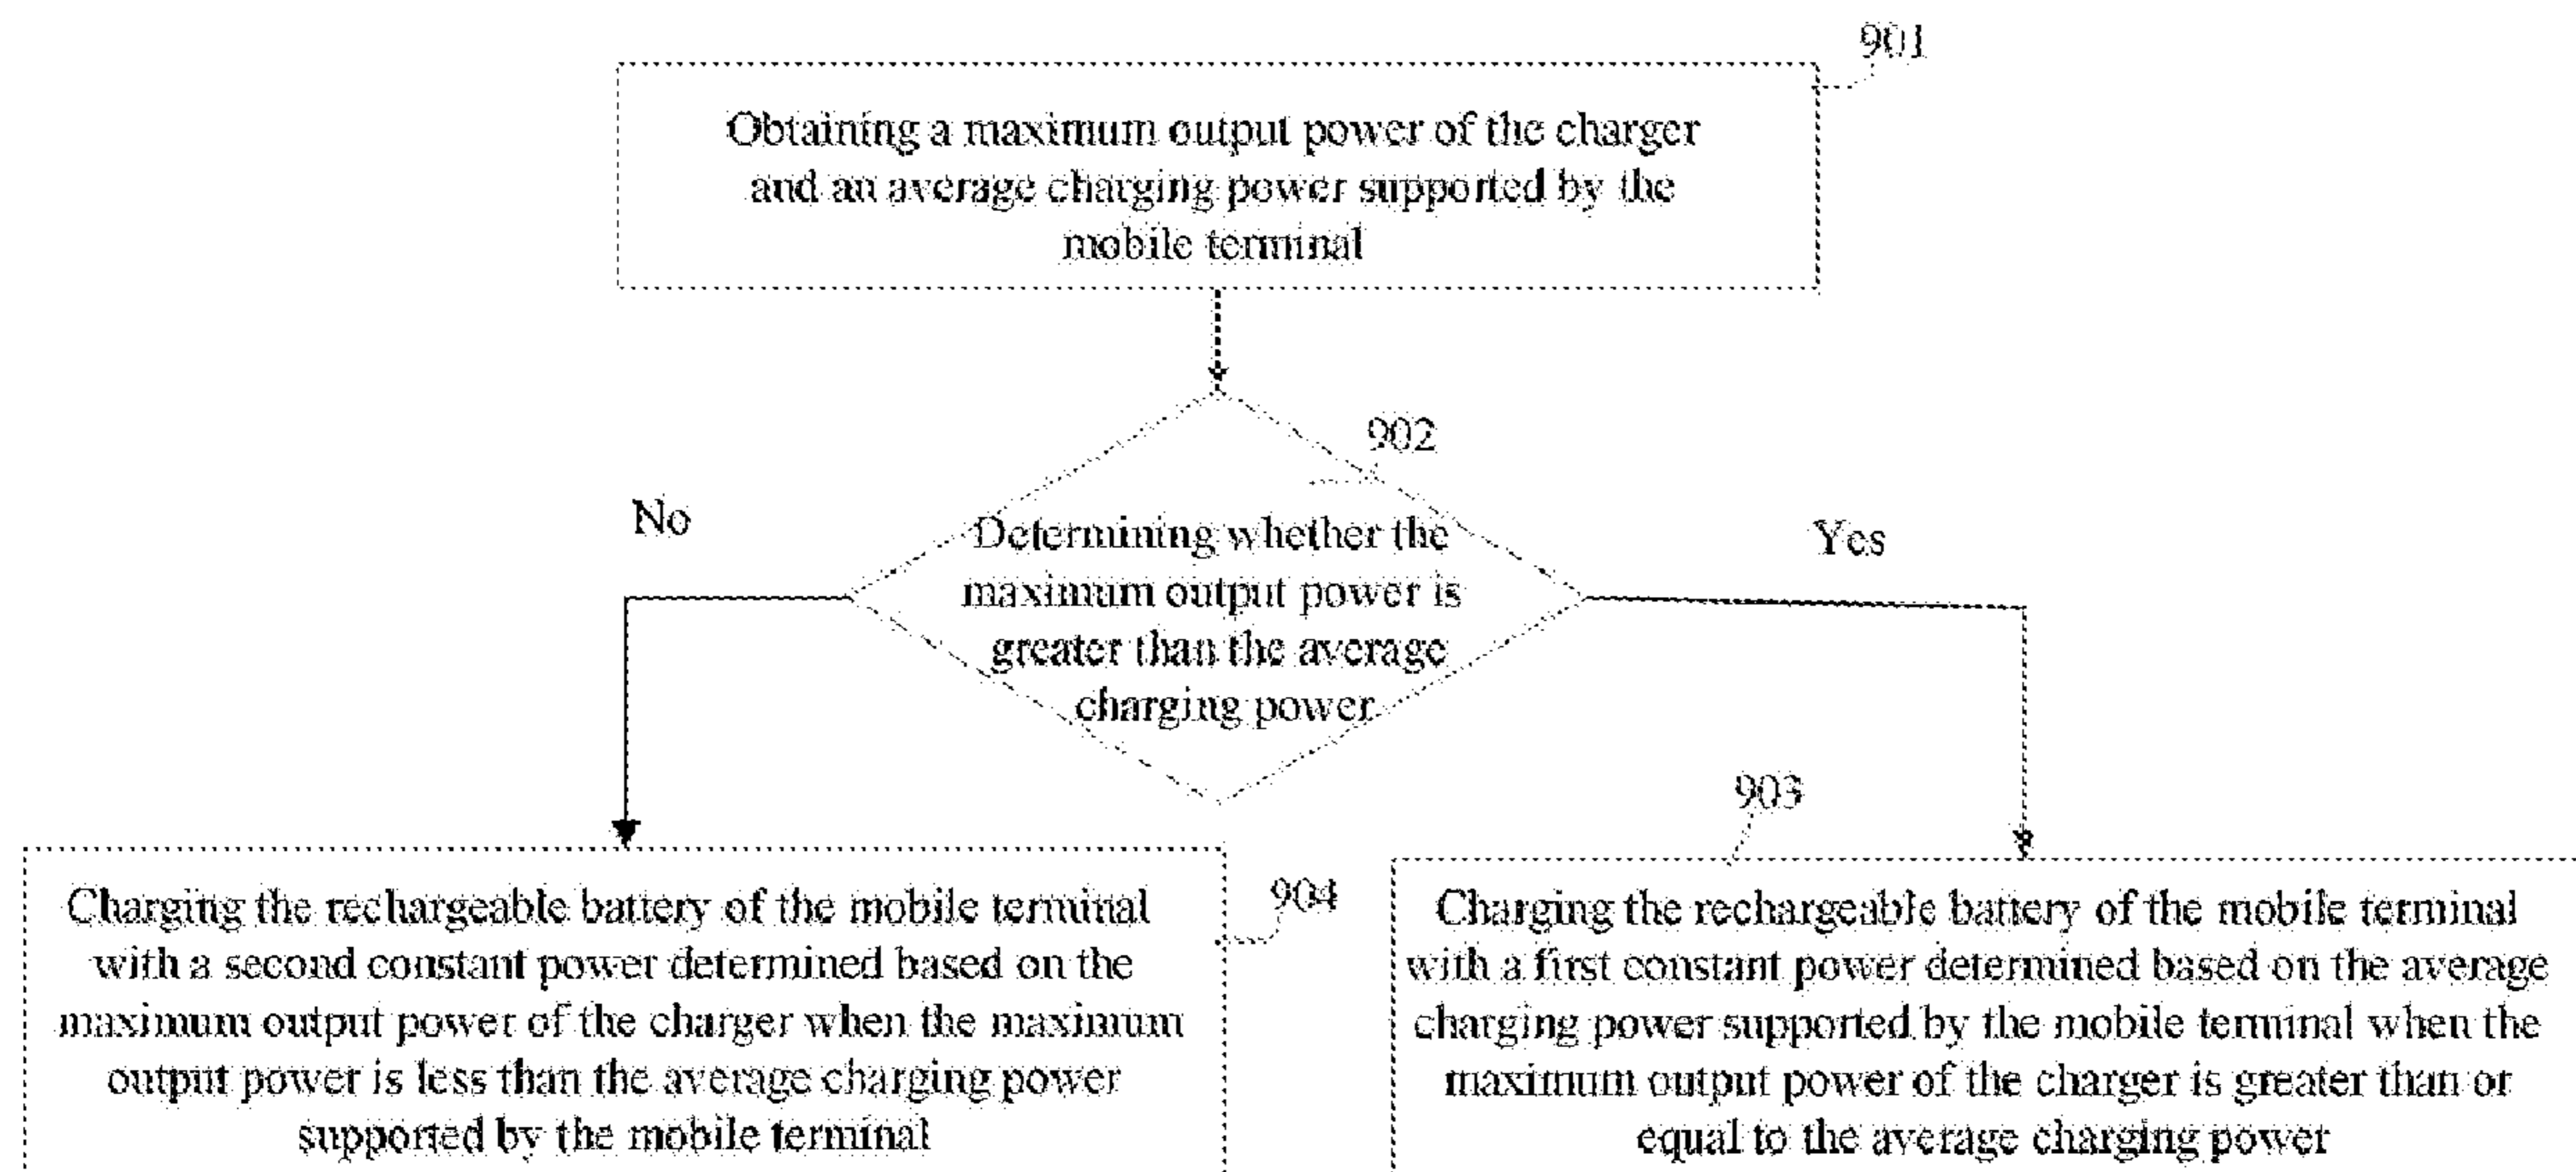 901
Obtaining a maximum output power of the charger
and an average charging power supported by the
mobile terminal
902
No
Yes
Determining whether the
maximum output power is
greater than the average
charging power
903
904
Charging the rechargeable battery of the mobile terminal
with a second constant power determined based on the
maximum output power of the charger when the maximum
output power is less than the average charging power
supported by the mobile terminal
Charging the rechargeable battery of the mobile terminal
with a first constant power determined based on the average
charging power supported by the mobile terminal when the
maximum output power of the charger is greater than or
equal to the average charging power